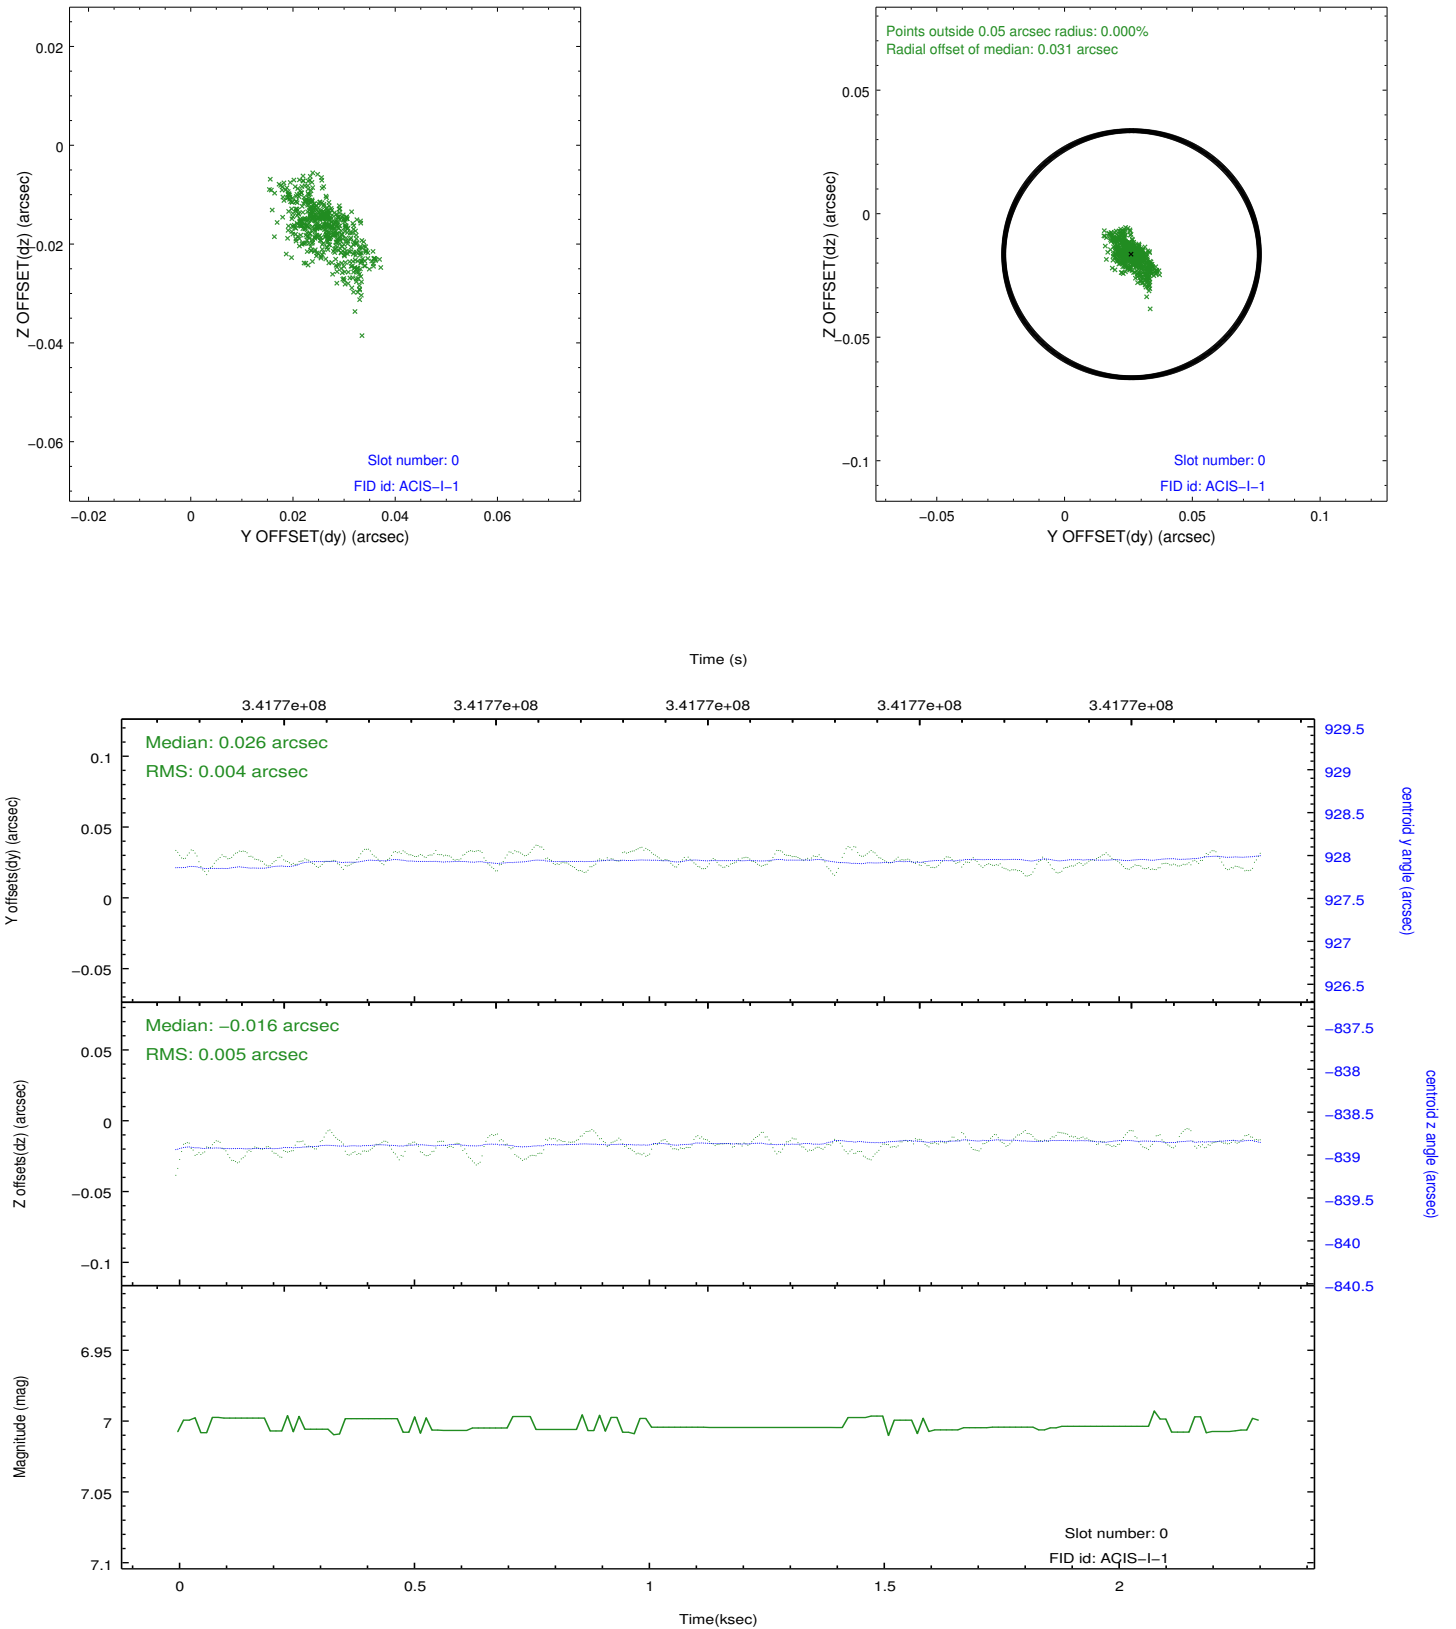 0.02
0
−0.02
−0.04
−0.06
Z OFFSET(dz) (arcsec)
Slot number: 0
FID id: ACIS−I−1
−0.02 0 0.02 0.04 0.06
Y OFFSET(dy) (arcsec)
Points outside 0.05 arcsec radius: 0.000%
Radial offset of median: 0.031 arcsec
0.05
0
−0.05
−0.1
Z OFFSET(dz) (arcsec)
Slot number: 0
FID id: ACIS−I−1
−0.05 0 0.05 0.1
Y OFFSET(dy) (arcsec)
Time (s)
3.4177e+08 3.4177e+08 3.4177e+08 3.4177e+08 3.4177e+08
Median: 0.026 arcsec
RMS: 0.004 arcsec
0.1
0.05
0
−0.05
Y offsets(dy) (arcsec)
929.5
929
928.5
928
927.5
927
926.5
centroid y angle (arcsec)
Median: −0.016 arcsec
RMS: 0.005 arcsec
0.05
0
−0.05
−0.1
Z offsets(dz) (arcsec)
−837.5
−838
−838.5
−839
−839.5
−840
−840.5
centroid z angle (arcsec)
6.95
7
7.05
7.1
Magnitude (mag)
Slot number: 0
FID id: ACIS−I−1
0 0.5 1 1.5 2
Time(ksec)